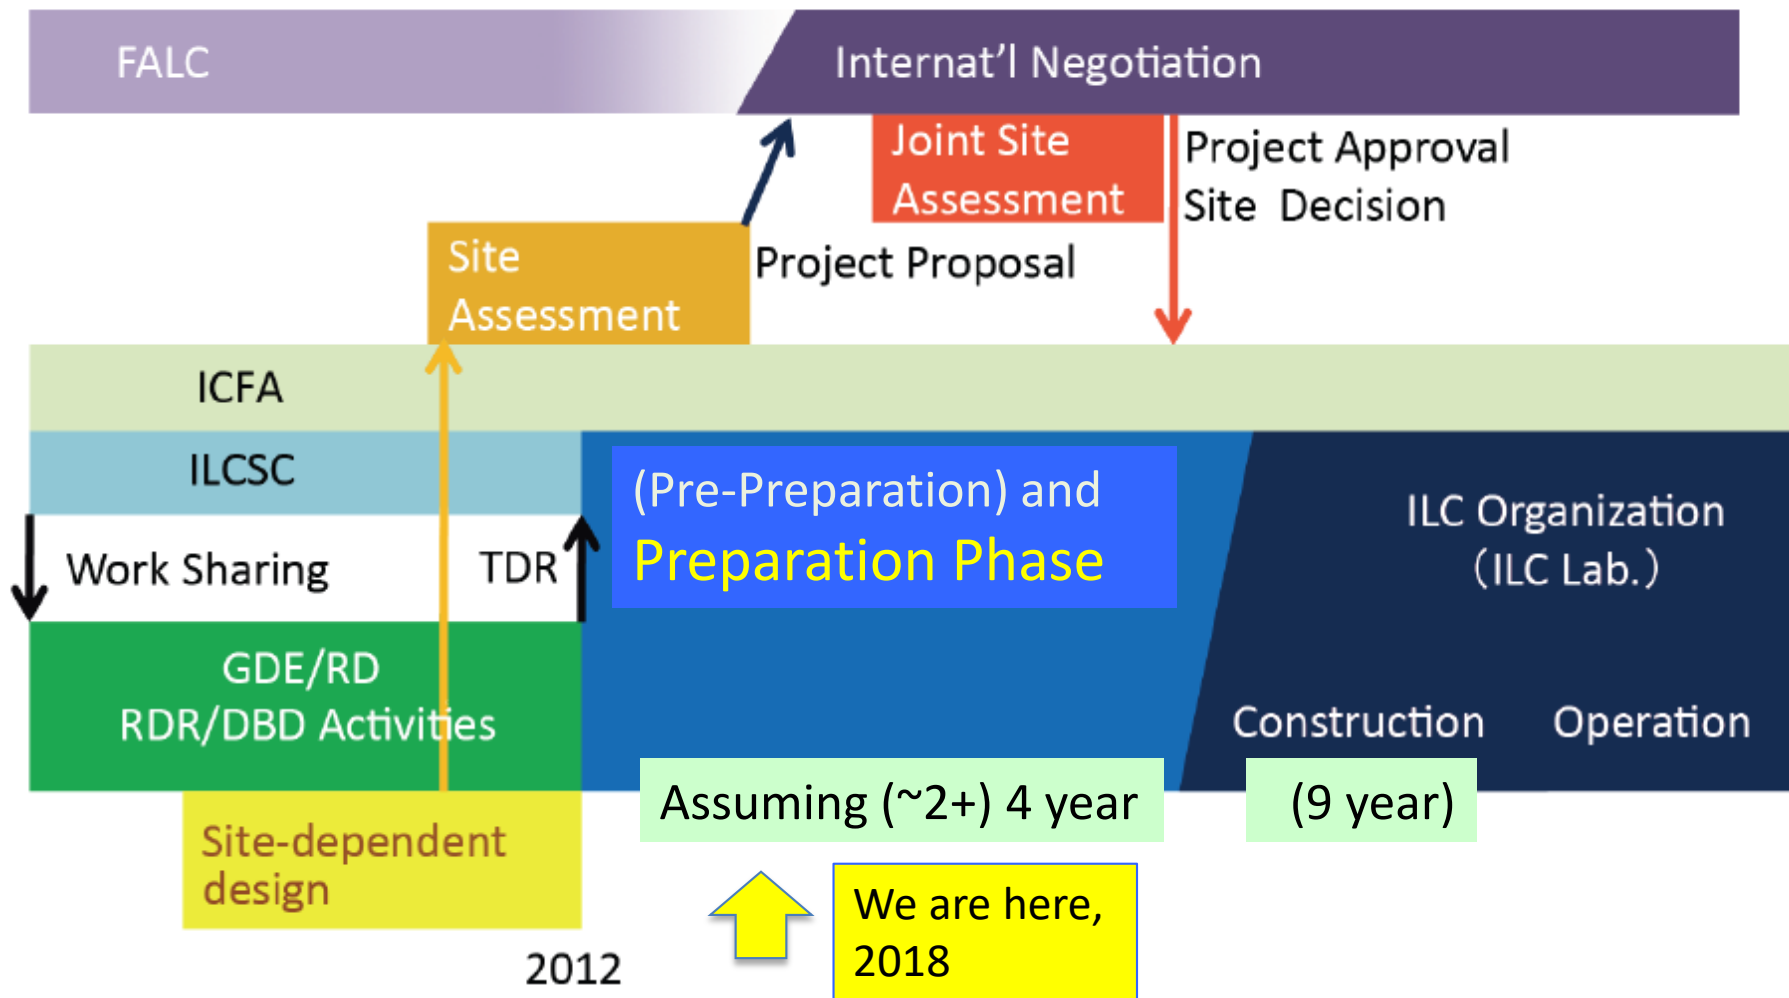 FALC
Internat'l Negotiation
Joint Site
Assessment
Project Approval
Site Decision
Site
Assessment
Project Proposal
ICFA
ILCSC
(Pre-Preparation) and
Preparation Phase
ILC Organization
(ILC Lab.)
Work Sharing
TDR
GDE/RD
RDR/DBD Activities
Construction
Operation
Assuming (~2+) 4 year
(9 year)
Site-dependent
design
We are here,
2018
2012